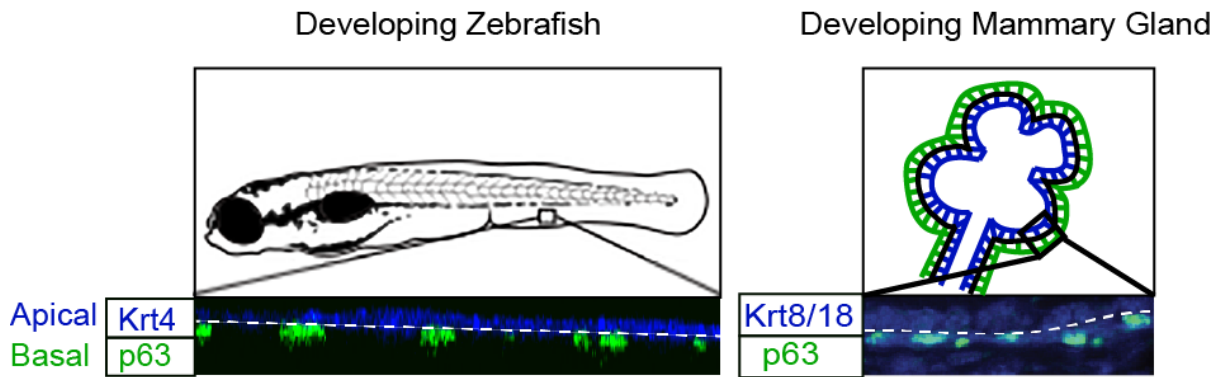 Developing Zebrafish
Developing Mammary Gland
Apical Krt4
Basal p63
Krt8/18
p63